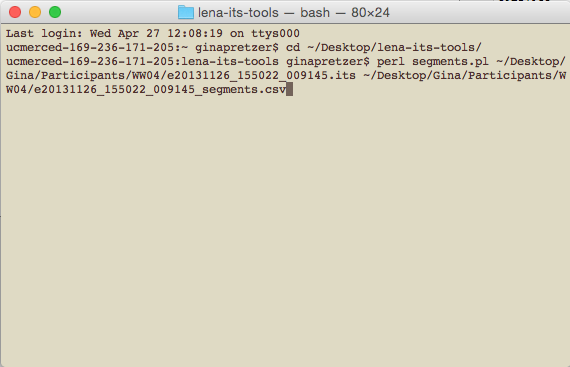 lena-its-tools — bash — 80×24
Last login: Wed Apr 27 12:08:19 on ttys000
ucmerced-169-236-171-205:~ ginapretzer$ cd ~/Desktop/lena-its-tools/
ucmerced-169-236-171-205:lena-its-tools ginapretzer$ perl segments.pl ~/Desktop/
Gina/Participants/WW04/e20131126_155022_009145.its ~/Desktop/Gina/Participants/W
W04/e20131126_155022_009145_segments.csv